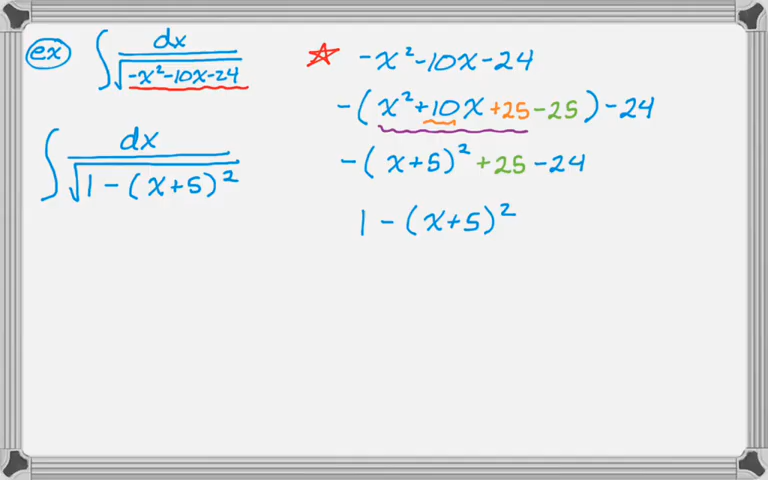 ex ∫ dx / √(-x² -10x -24)
☆ -x² -10x -24
-( x² +10x +25 -25 ) -24
∫ dx / √(1 - (x+5)²)
-( x+5 )² +25 -24
1 - (x+5)²